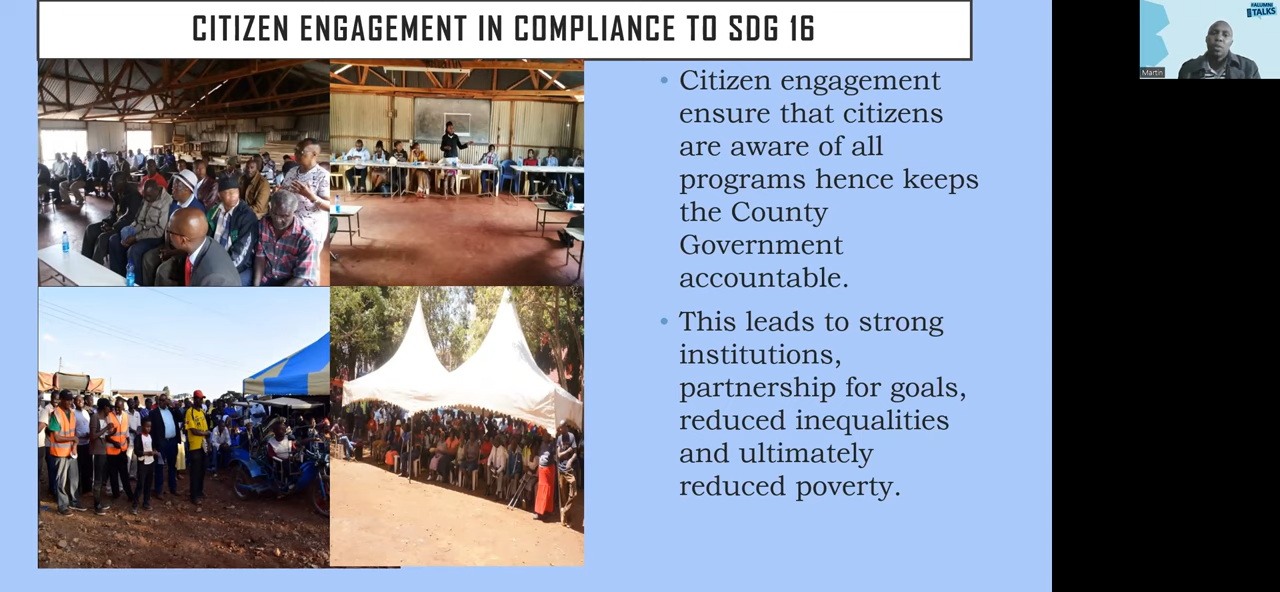 CITIZEN ENGAGEMENT IN COMPLIANCE TO SDG 16
• Citizen engagement
ensure that citizens
are aware of all
programs hence keeps
the County
Government
accountable.
• This leads to strong
institutions,
partnership for goals,
reduced inequalities
and ultimately
reduced poverty.
#ALUMNI
TALKS
Martin